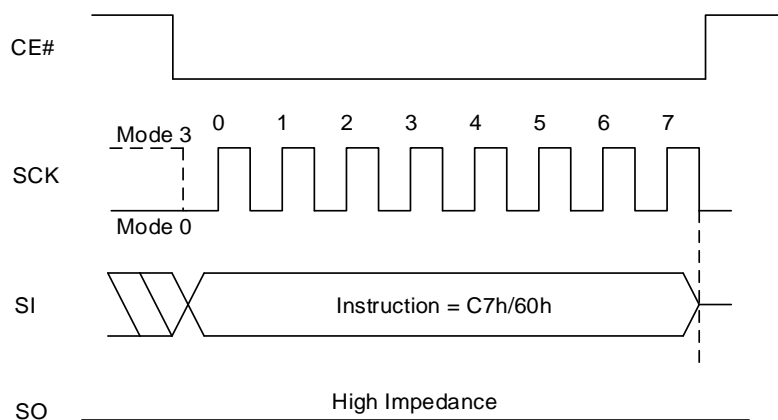 CE#
0 1 2 3 4 5 6 7
Mode 3
SCK
Mode 0
SI
Instruction = C7h/60h
High Impedance
SO